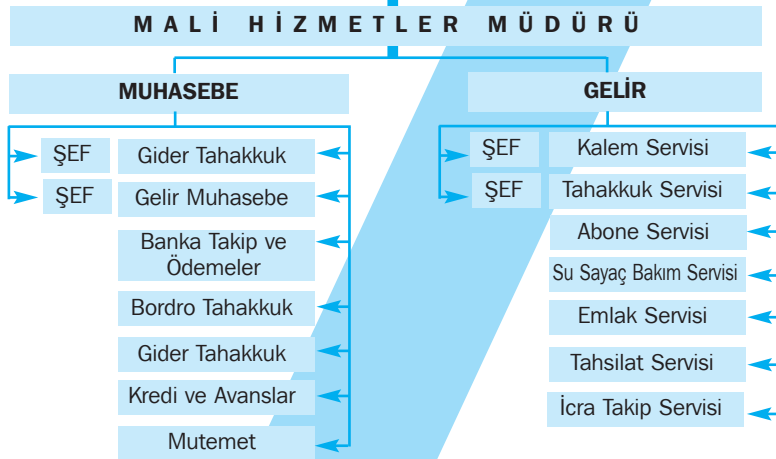 MALİ HİZMETLER MÜDÜRÜ
MUHASEBE
ŞEF
Gider Tahakkuk
ŞEF
Gelir Muhasebe
Banka Takip ve
Ödemeler
Bordro Tahakkuk
Gider Tahakkuk
Kredi ve Avanslar
Mutemet
GELİR
ŞEF
Kalem Servisi
ŞEF
Tahakkuk Servisi
Abone Servisi
Su Sayaç Bakım Servisi
Emlak Servisi
Tahsilat Servisi
İcra Takip Servisi